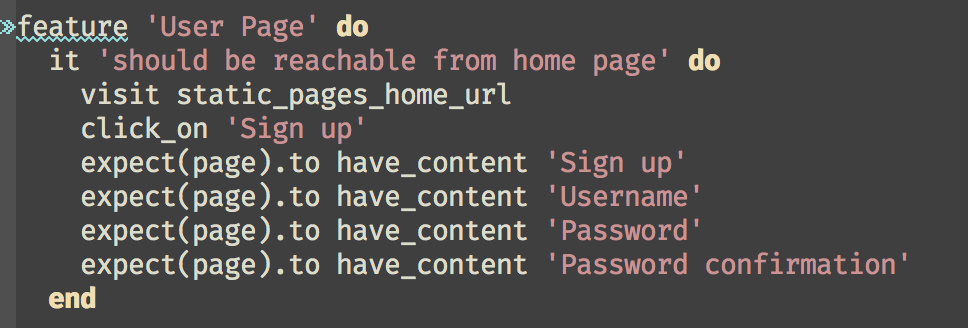 feature 'User Page' do
  it 'should be reachable from home page' do
    visit static_pages_home_url
    click_on 'Sign up'
    expect(page).to have_content 'Sign up'
    expect(page).to have_content 'Username'
    expect(page).to have_content 'Password'
    expect(page).to have_content 'Password confirmation'
  end